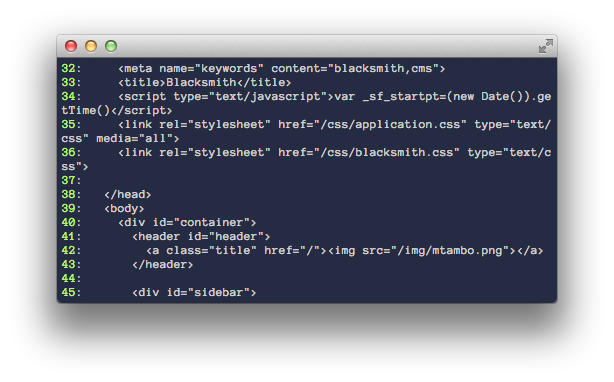 32:     <meta name="keywords" content="blacksmith,cms">
33:     <title>Blacksmith</title>
34:     <script type="text/javascript">var _sf_startpt=(new Date()).ge
tTime()</script>
35:     <link rel="stylesheet" href="/css/application.css" type="text/
css" media="all">
36:     <link rel="stylesheet" href="/css/blacksmith.css" type="text/c
ss">
37:
38:   </head>
39:   <body>
40:     <div id="container">
41:       <header id="header">
42:         <a class="title" href="/"><img src="/img/mtambo.png"></a>
43:       </header>
44:
45:       <div id="sidebar">